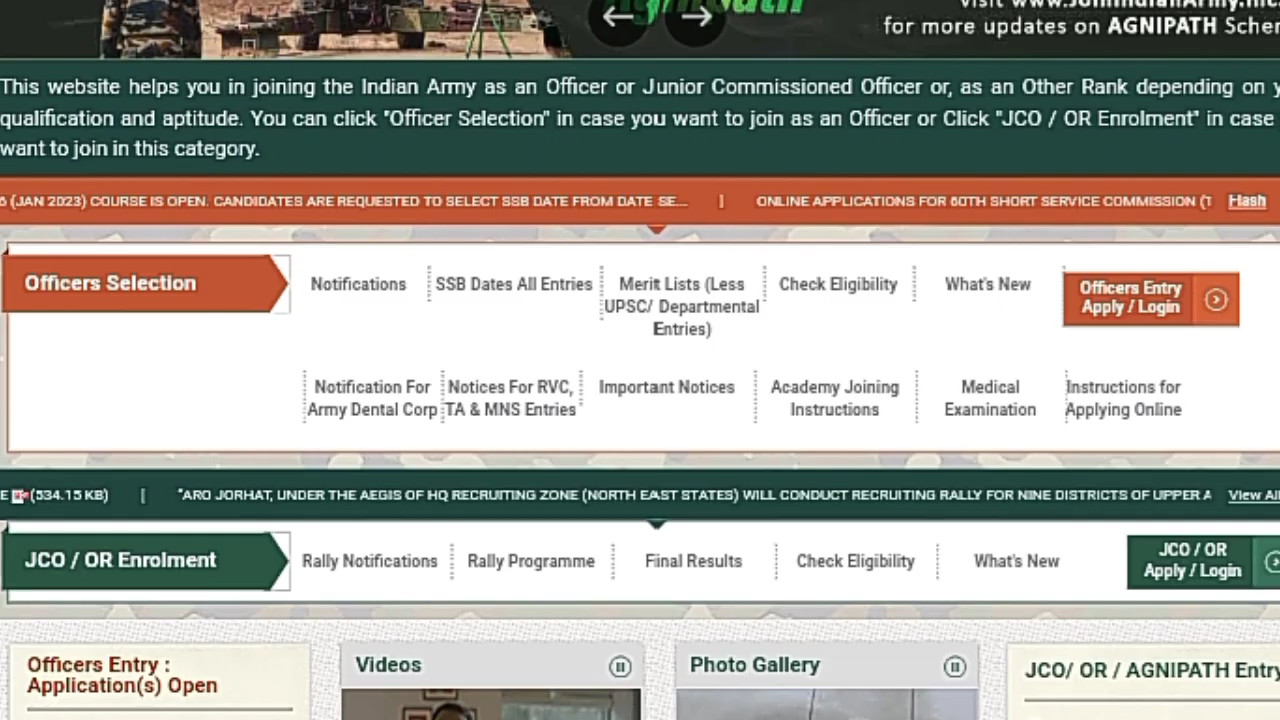 for more updates on AGNIPATH
This website helps you in joining the Indian Army as an Officer or Junior Commissioned Officer or, as an Other Rank depending on
qualification and aptitude. You can click "Officer Selection" in case you want to join as an Officer or Click "JCO / OR Enrolment" in case
want to join in this category.
6 (JAN 2023) COURSE IS OPEN. CANDIDATES ARE REQUESTED TO SELECT SSB DATE FROM DATE SE... | ONLINE APPLICATIONS FOR 60TH SHORT SERVICE COMMISSION (T Flash
Officers Selection
Notifications
SSB Dates All Entries
Merit Lists (Less
UPSC/ Departmental
Entries)
Check Eligibility
What's New
Officers Entry
Apply / Login
Notification For
Army Dental Corp
Notices For RVC,
TA & MNS Entries
Important Notices
Academy Joining
Instructions
Medical
Examination
Instructions for
Applying Online
E (534.15 KB) | "ARO JORHAT, UNDER THE AEGIS OF HQ RECRUITING ZONE (NORTH EAST STATES) WILL CONDUCT RECRUITING RALLY FOR NINE DISTRICTS OF UPPER A View All
JCO / OR Enrolment
Rally Notifications
Rally Programme
Final Results
Check Eligibility
What's New
JCO / OR
Apply / Login
Officers Entry :
Application(s) Open
Videos
Photo Gallery
JCO/ OR / AGNIPATH Entry